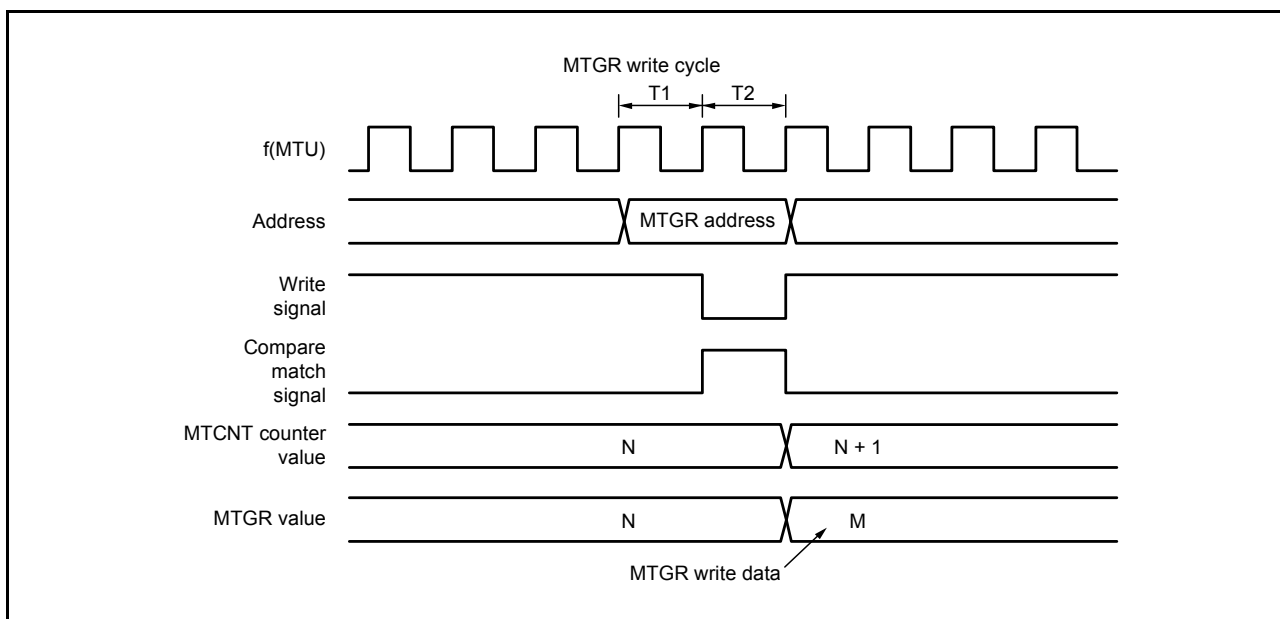 MTGR write cycle
T1
T2
f(MTU)
Address
MTGR address
Write
signal
Compare
match
signal
MTCNT counter
value
N
N + 1
MTGR value
N
M
MTGR write data